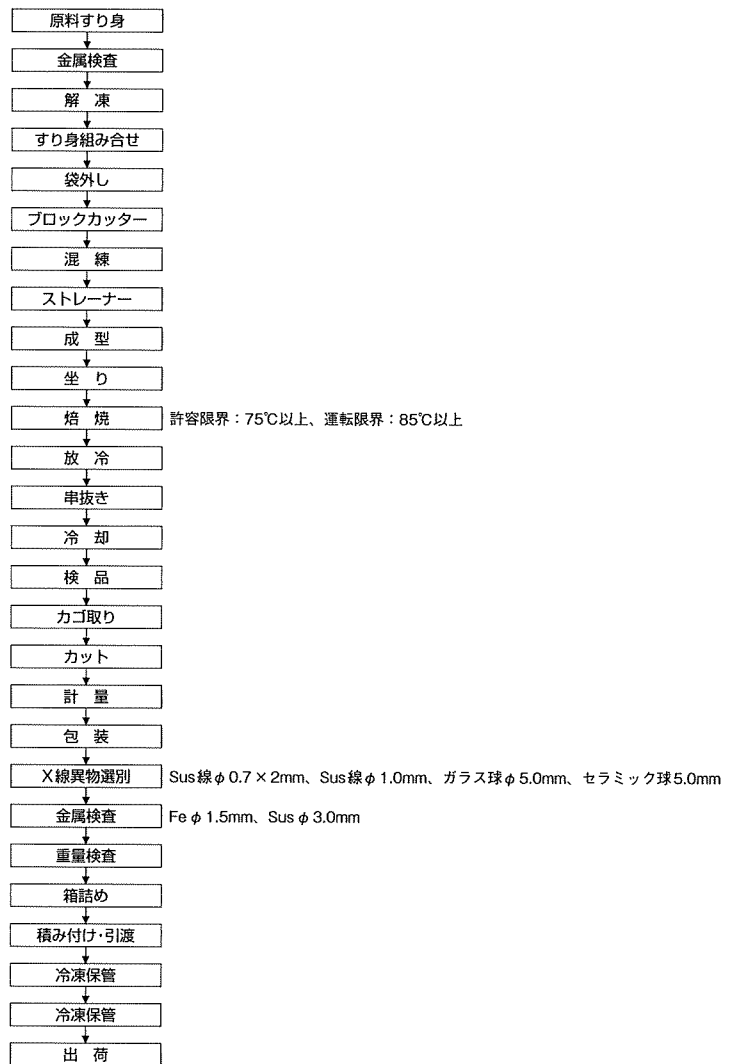 原料すり身
金属検査
解 凍
すり身組み合せ
袋外し
ブロックカッター
混 練
ストレーナー
成 型
坐 り
焙 焼 許容限界：75℃以上、運転限界：85℃以上
放 冷
串抜き
冷 却
検 品
カゴ取り
カット
計 量
包 装
X線異物選別 Sus線φ0.7×2mm、Sus線φ1.0mm、ガラス球φ5.0mm、セラミック球5.0mm
金属検査 Feφ1.5mm、Susφ3.0mm
重量検査
箱詰め
積み付け・引渡
冷凍保管
冷凍保管
出 荷